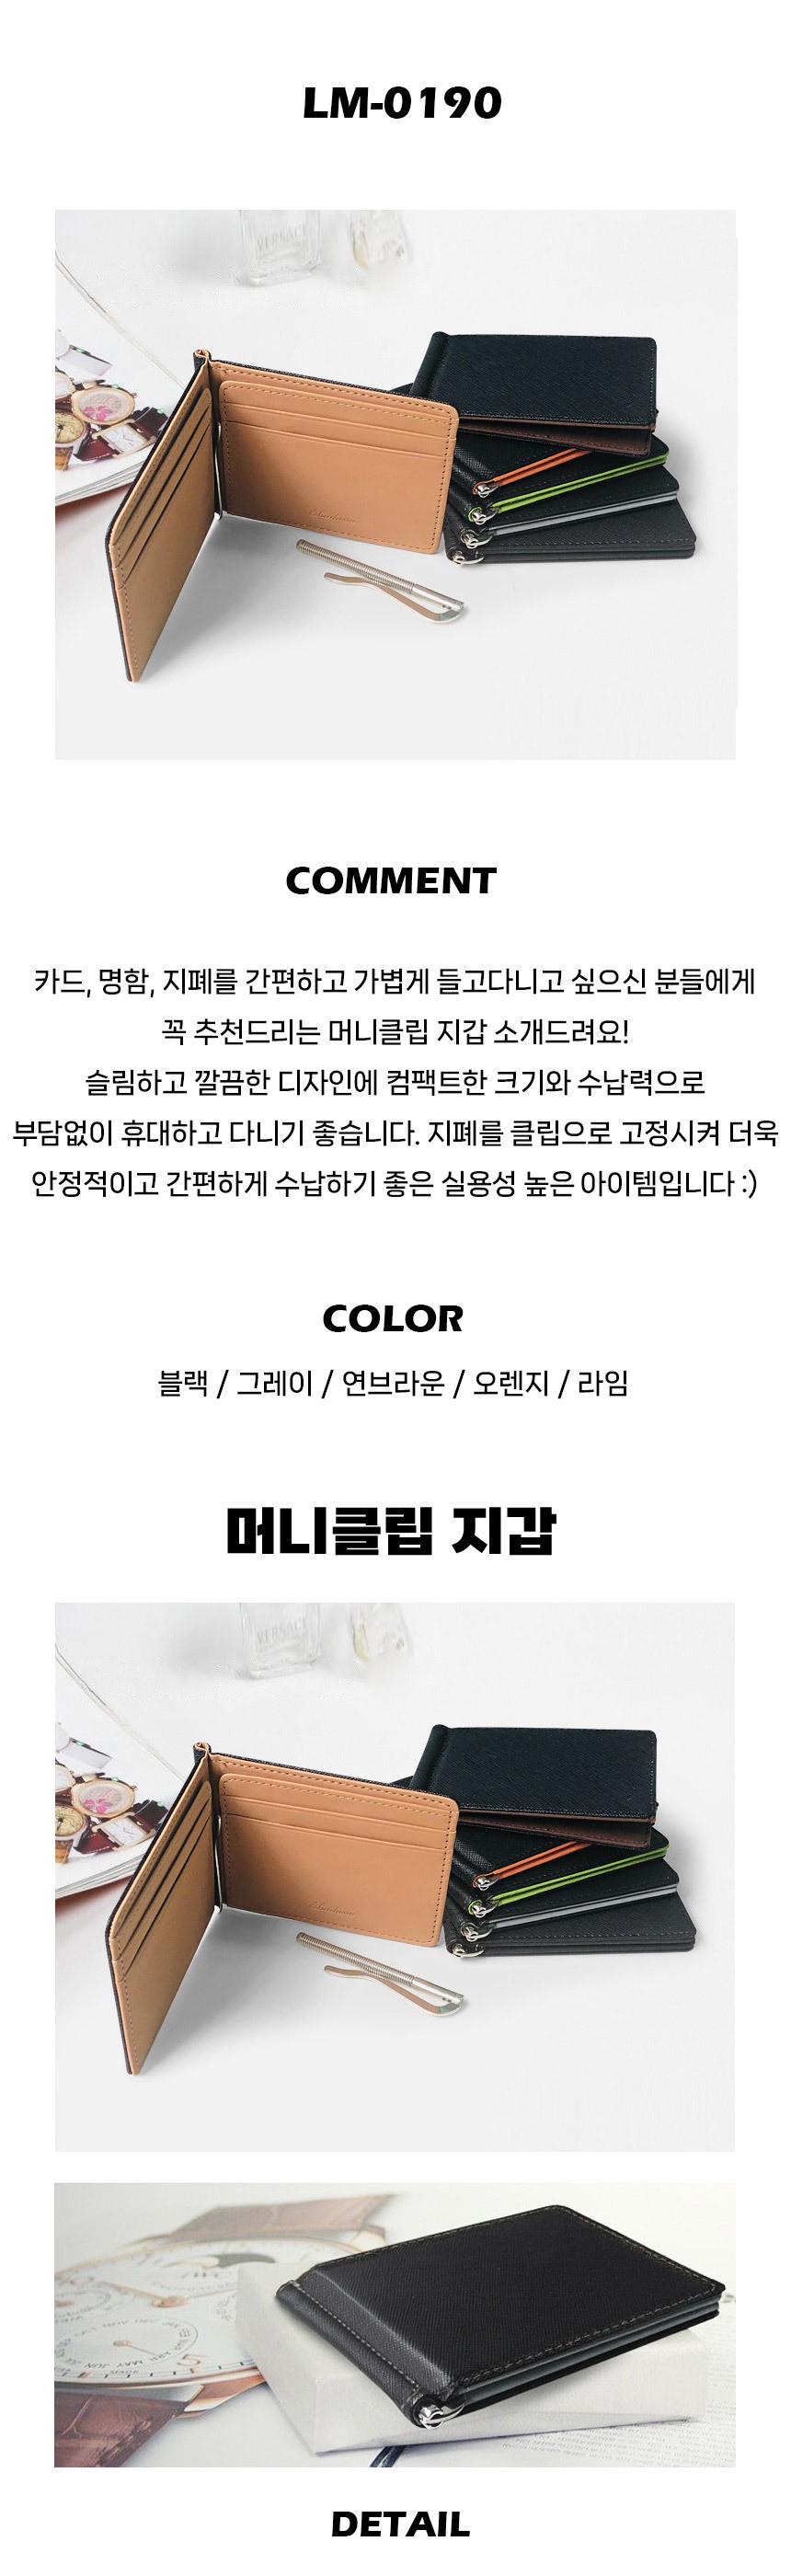 LM-0190
VERSACE
COMMENT
카드, 명함, 지폐를 간편하고 가볍게 들고다니고 싶으신 분들에게
꼭 추천드리는 머니클립 지갑 소개드려요!
슬림하고 깔끔한 디자인에 컴팩트한 크기와 수납력으로
부담없이 휴대하고 다니기 좋습니다. 지폐를 클립으로 고정시켜 더욱
안정적이고 간편하게 수납하기 좋은 실용성 높은 아이템입니다 :)
COLOR
블랙 / 그레이 / 연브라운 / 오렌지 / 라임
머니클립 지갑
VERSACE
DETAIL